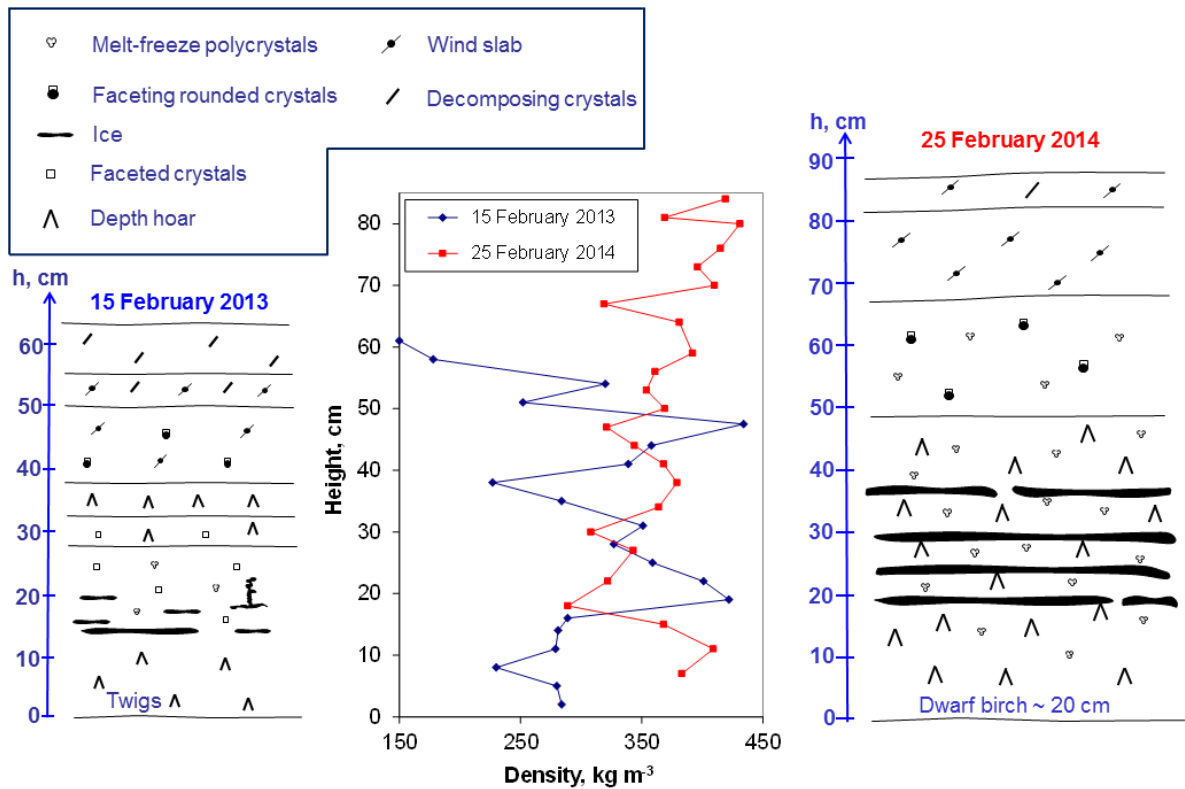 Melt-freeze polycrystals
Wind slab
Faceting rounded crystals
Decomposing crystals
Ice
Faceted crystals
Depth hoar
h, cm
15 February 2013
60
50
40
30
20
10
0
Twigs
15 February 2013
25 February 2014
Height, cm
80
70
60
50
40
30
20
10
0
150
250
350
450
Density, kg m⁻³
h, cm
25 February 2014
90
80
70
60
50
40
30
20
10
0
Dwarf birch ~ 20 cm